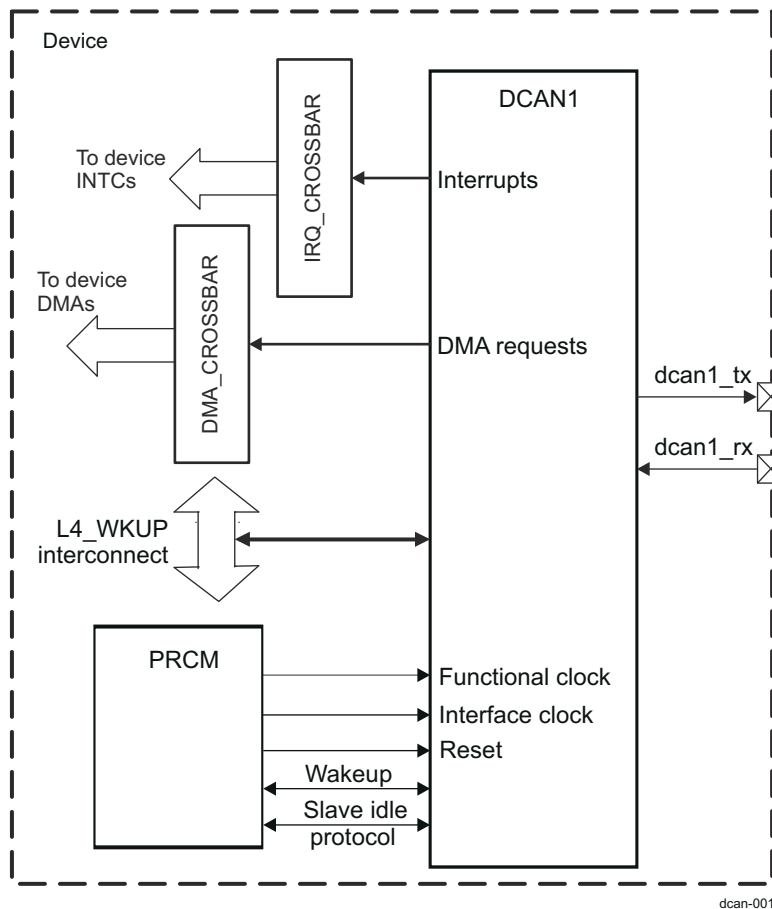 Device
DCAN1
IRQ_CROSSBAR
To device
INTCs
Interrupts
DMA_CROSSBAR
To device
DMAs
DMA requests
dcan1_tx
dcan1_rx
L4_WKUP
interconnect
PRCM
Functional clock
Interface clock
Reset
Wakeup
Slave idle
protocol
dcan-001